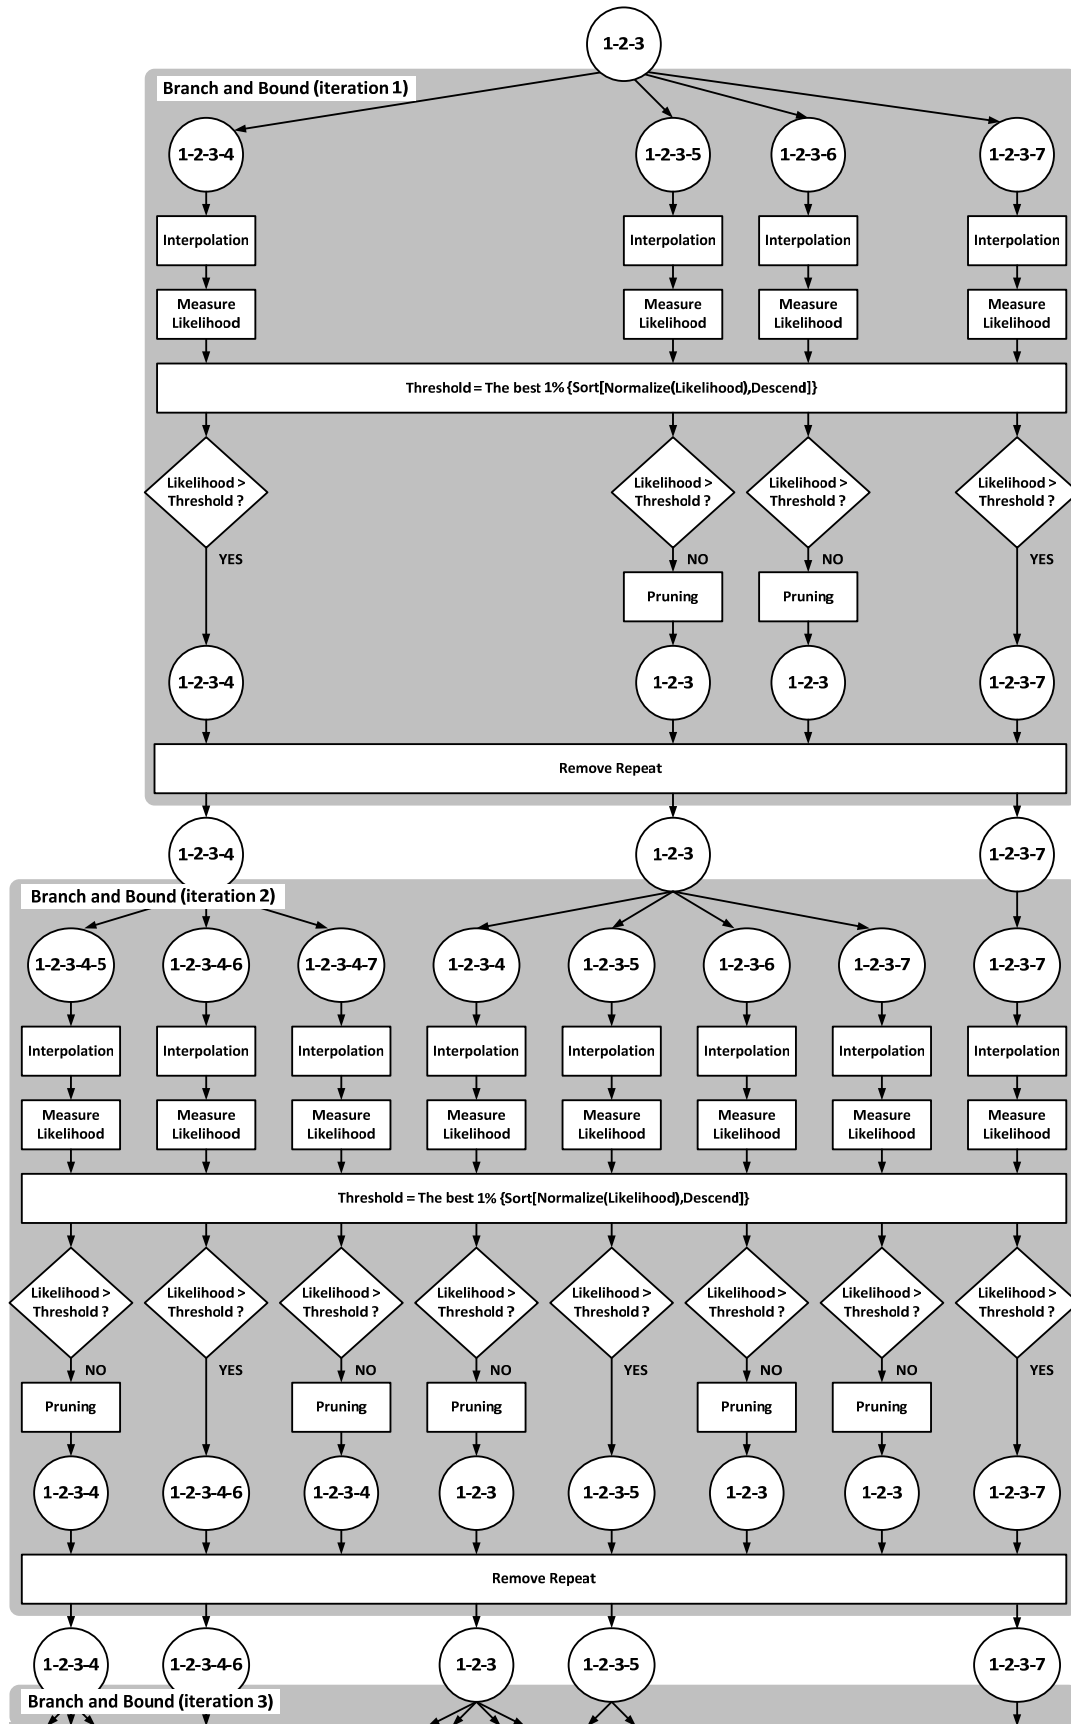 1-2-3
Branch and Bound (iteration 1)
1-2-3-4 1-2-3-5 1-2-3-6 1-2-3-7
Interpolation Interpolation Interpolation Interpolation
Measure Measure Measure Measure
Likelihood Likelihood Likelihood Likelihood
Threshold = The best 1% {Sort[Normalize(Likelihood),Descend]}
Likelihood > Likelihood > Likelihood > Likelihood >
Threshold ? Threshold ? Threshold ? Threshold ?
YES NO NO YES
Pruning Pruning
1-2-3-4 1-2-3 1-2-3 1-2-3-7
Remove Repeat
1-2-3-4 1-2-3 1-2-3-7
Branch and Bound (iteration 2)
1-2-3-4-5 1-2-3-4-6 1-2-3-4-7 1-2-3-4 1-2-3-5 1-2-3-6 1-2-3-7 1-2-3-7
Interpolation Interpolation Interpolation Interpolation Interpolation Interpolation Interpolation Interpolation
Measure Measure Measure Measure Measure Measure Measure Measure
Likelihood Likelihood Likelihood Likelihood Likelihood Likelihood Likelihood Likelihood
Threshold = The best 1% {Sort[Normalize(Likelihood),Descend]}
Likelihood > Likelihood > Likelihood > Likelihood > Likelihood > Likelihood > Likelihood > Likelihood >
Threshold ? Threshold ? Threshold ? Threshold ? Threshold ? Threshold ? Threshold ? Threshold ?
NO YES NO NO YES NO NO YES
Pruning Pruning Pruning Pruning Pruning
1-2-3-4 1-2-3-4-6 1-2-3-4 1-2-3 1-2-3-5 1-2-3 1-2-3 1-2-3-7
Remove Repeat
1-2-3-4 1-2-3-4-6 1-2-3 1-2-3-5 1-2-3-7
Branch and Bound (iteration 3)